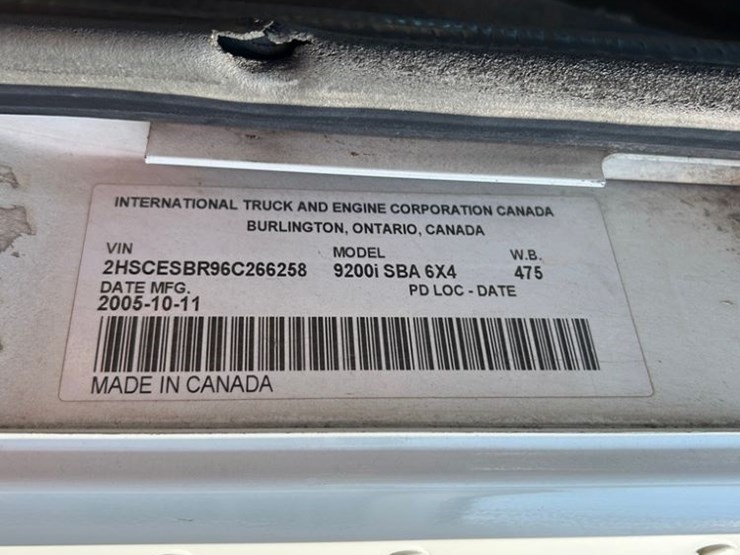 INTERNATIONAL TRUCK AND ENGINE CORPORATION CANADA
BURLINGTON, ONTARIO, CANADA
VIN MODEL W.B.
2HSCESBR96C266258 9200i SBA 6X4 475
DATE MFG. PD LOC - DATE
2005-10-11
MADE IN CANADA